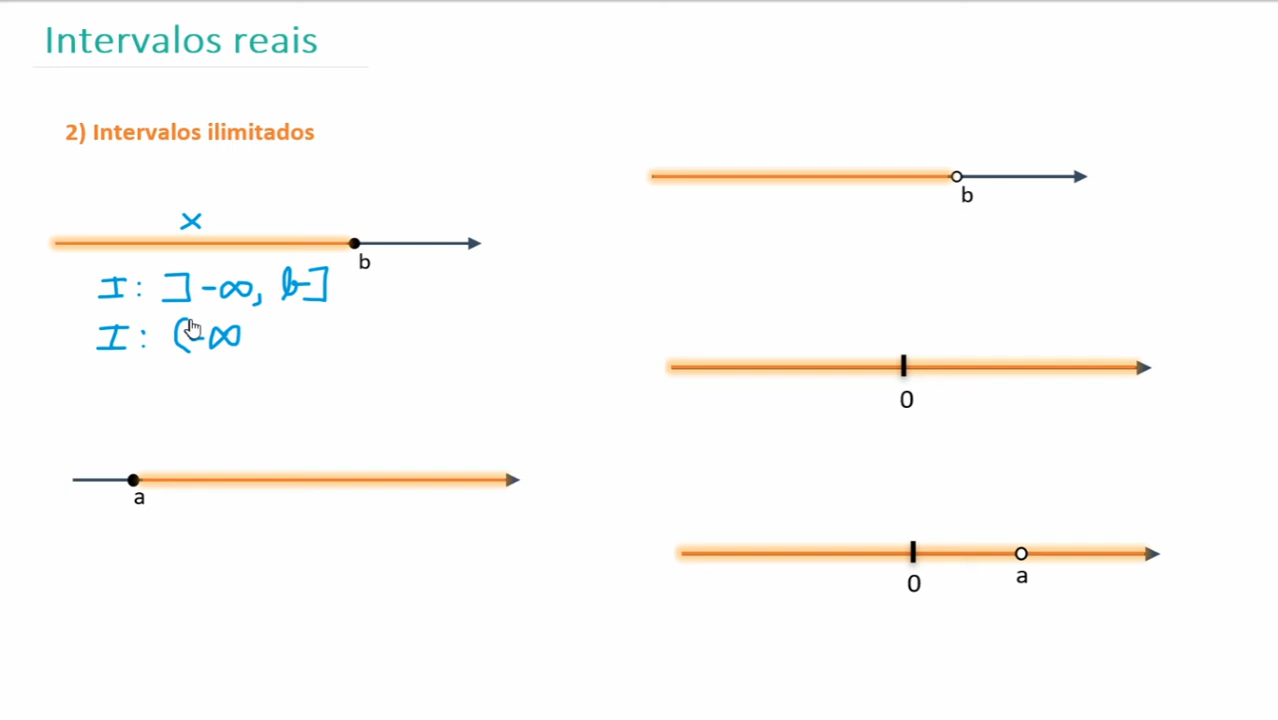 Intervalos reais
2) Intervalos ilimitados
x
b
I: ]-∞, b]
I: (-∞
a
b
0
0
a